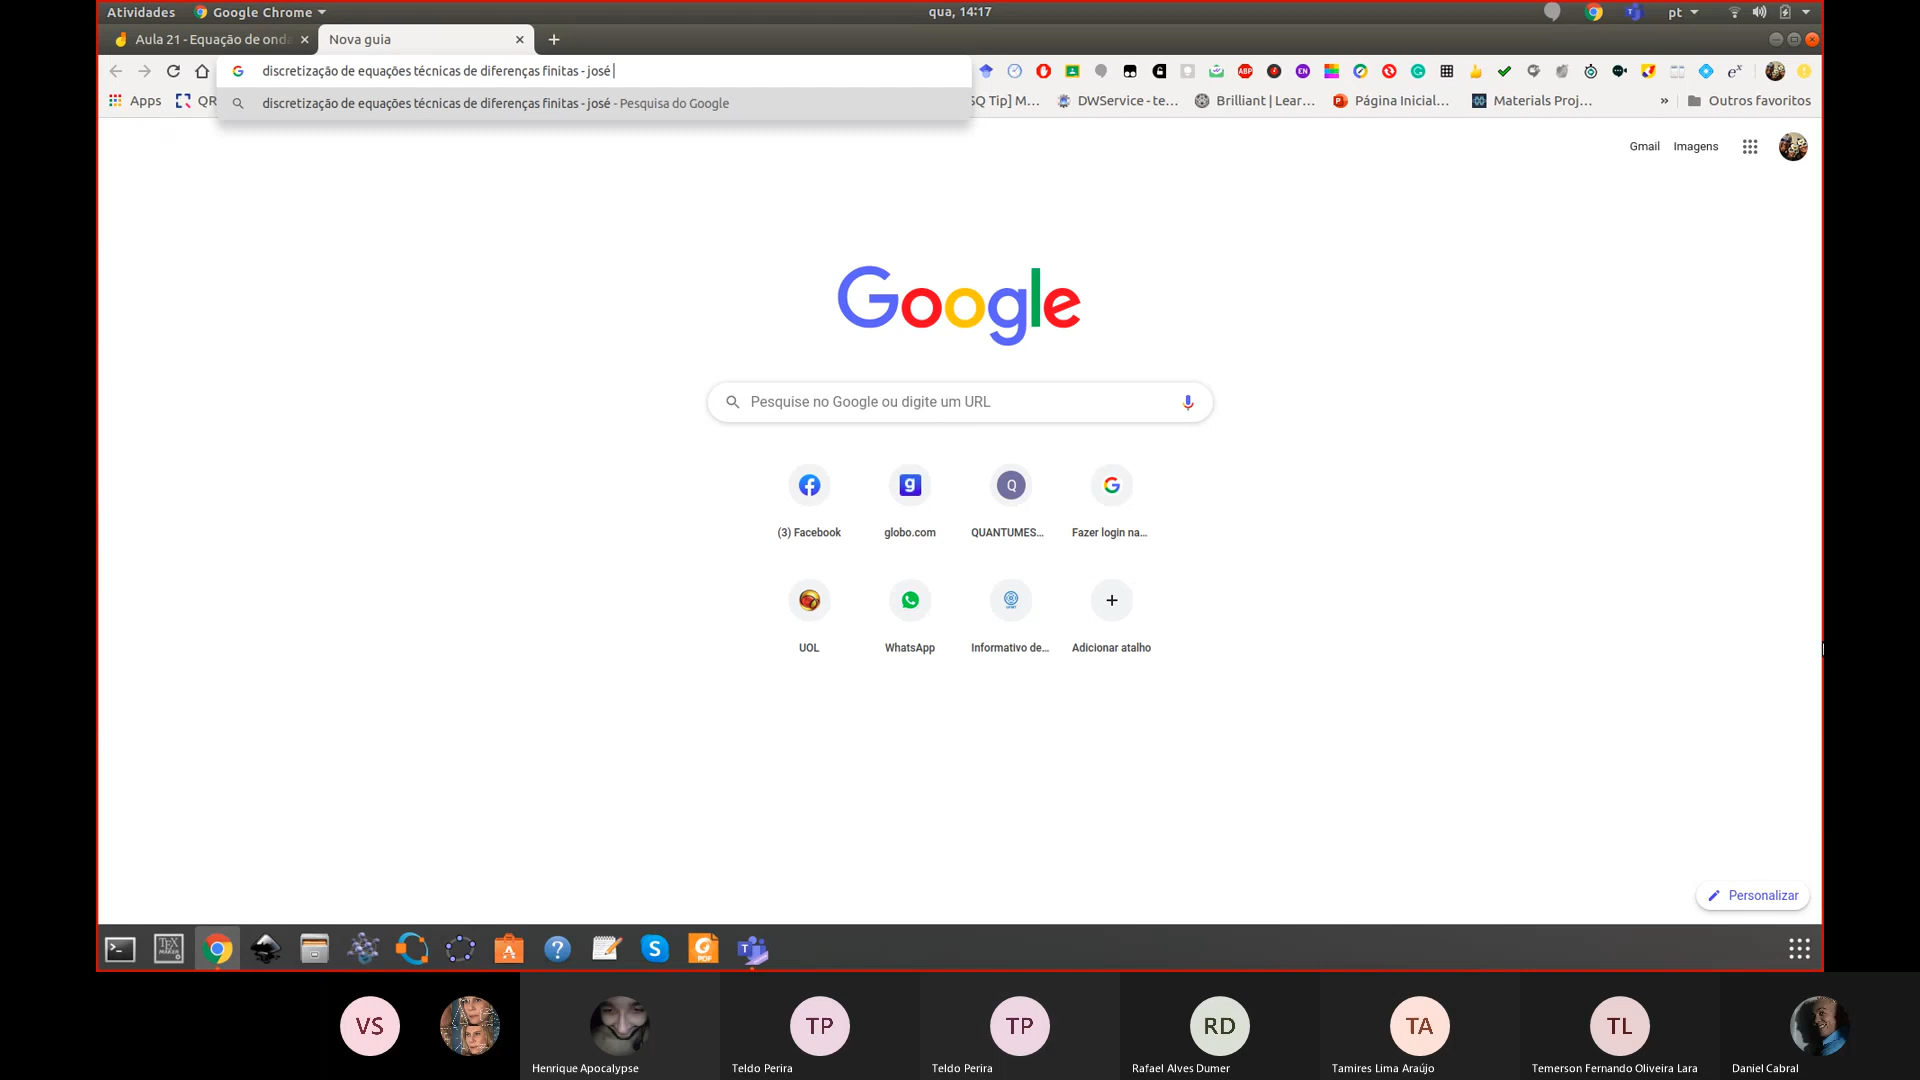 Atividades
Google Chrome
qua, 14:17
pt
Aula 21 - Equação de onda
Nova guia
discretização de equações técnicas de diferenças finitas - josé
Apps
QR
discretização de equações técnicas de diferenças finitas - josé - Pesquisa do Google
SQ Tip] M...
DWService - te...
Brilliant | Lear...
Página Inicial...
Materials Proj...
»
Outros favoritos
Gmail
Imagens
Google
Pesquise no Google ou digite um URL
(3) Facebook
globo.com
QUANTUMES...
Fazer login na...
UOL
WhatsApp
Informativo de...
Adicionar atalho
Personalizar
VS
TP
TP
RD
TA
TL
Henrique Apocalypse
Teldo Perira
Teldo Perira
Rafael Alves Dumer
Tamires Lima Araújo
Temerson Fernando Oliveira Lara
Daniel Cabral